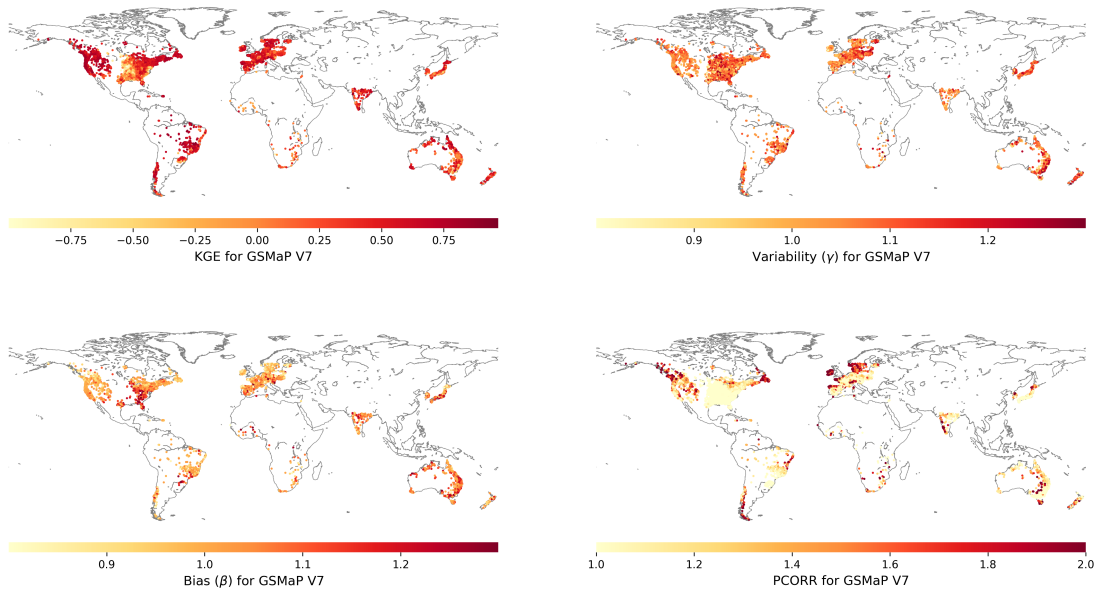 −0.75 −0.50 −0.25 0.00 0.25 0.50 0.75
KGE for GSMaP V7
0.9 1.0 1.1 1.2
Variability (γ) for GSMaP V7
0.9 1.0 1.1 1.2
Bias (β) for GSMaP V7
1.0 1.2 1.4 1.6 1.8 2.0
PCORR for GSMaP V7